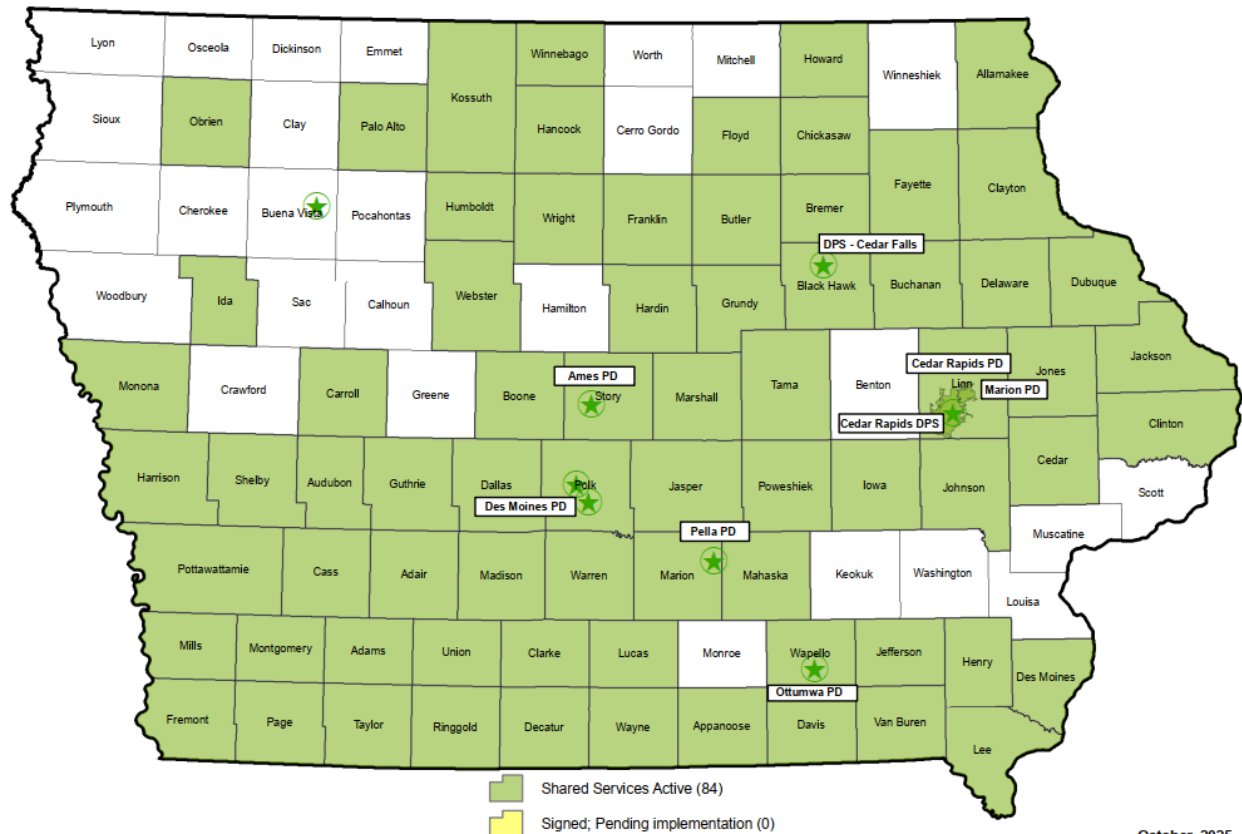 Lyon
Osceola
Dickinson
Emmet
Kossuth
Winnebago
Worth
Mitchell
Howard
Winneshiek
Allamakee
Sioux
Obrien
Clay
Palo Alto
Hancock
Cerro Gordo
Floyd
Chickasaw
Fayette
Clayton
Plymouth
Cherokee
Buena Vista
Pocahontas
Humboldt
Wright
Franklin
Butler
Bremer
DPS - Cedar Falls
Woodbury
Ida
Sac
Calhoun
Webster
Hamilton
Hardin
Grundy
Black Hawk
Buchanan
Delaware
Dubuque
Monona
Crawford
Carroll
Greene
Boone
Ames PD
Story
Marshall
Tama
Benton
Cedar Rapids PD
Linn
Marion PD
Cedar Rapids DPS
Jones
Jackson
Clinton
Harrison
Shelby
Audubon
Guthrie
Dallas
Polk
Des Moines PD
Jasper
Poweshiek
Iowa
Johnson
Cedar
Scott
Muscatine
Pottawattamie
Cass
Adair
Madison
Warren
Pella PD
Marion
Mahaska
Keokuk
Washington
Louisa
Mills
Montgomery
Adams
Union
Clarke
Lucas
Monroe
Wapello
Ottumwa PD
Jefferson
Henry
Des Moines
Fremont
Page
Taylor
Ringgold
Decatur
Wayne
Appanoose
Davis
Van Buren
Lee
Shared Services Active (84)
Signed; Pending implementation (0)
October, 2025